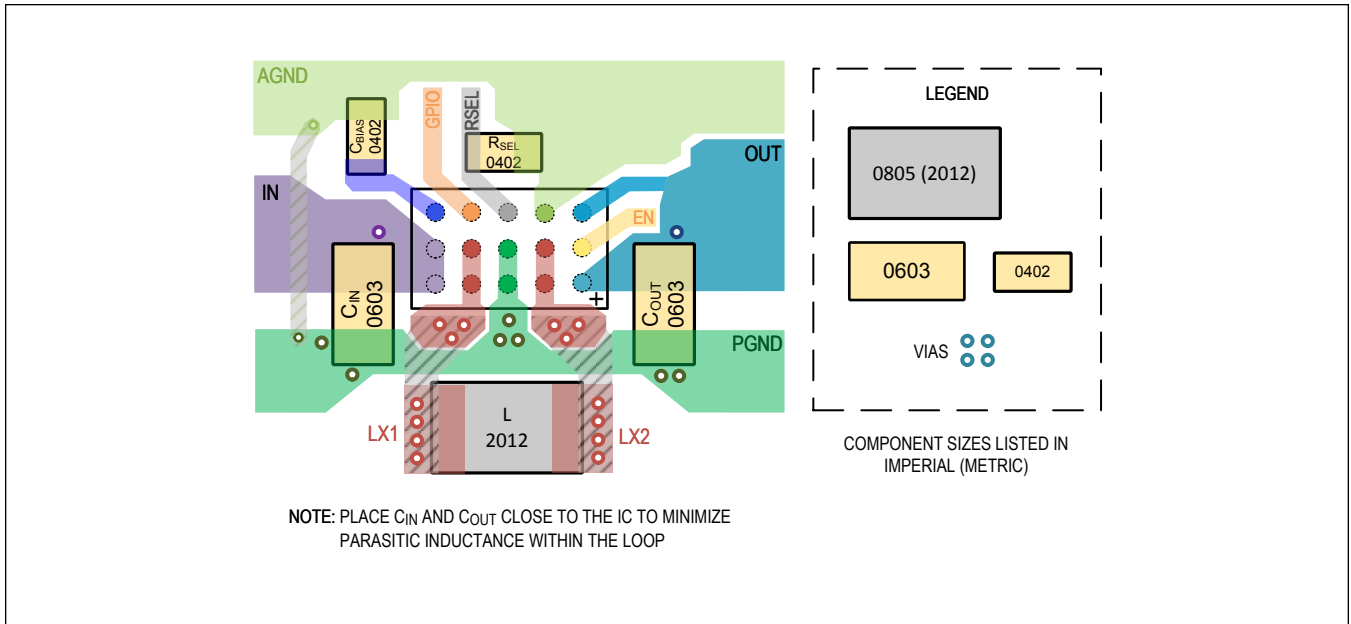 AGND
CBIAS
0402
GPIO
RSEL
RSEL
0402
OUT
IN
EN
CIN
0603
COUT
0603
+
PGND
LX1
L
2012
LX2
NOTE: PLACE CIN AND COUT CLOSE TO THE IC TO MINIMIZE
PARASITIC INDUCTANCE WITHIN THE LOOP
LEGEND
0805 (2012)
0603
0402
VIAS
COMPONENT SIZES LISTED IN
IMPERIAL (METRIC)